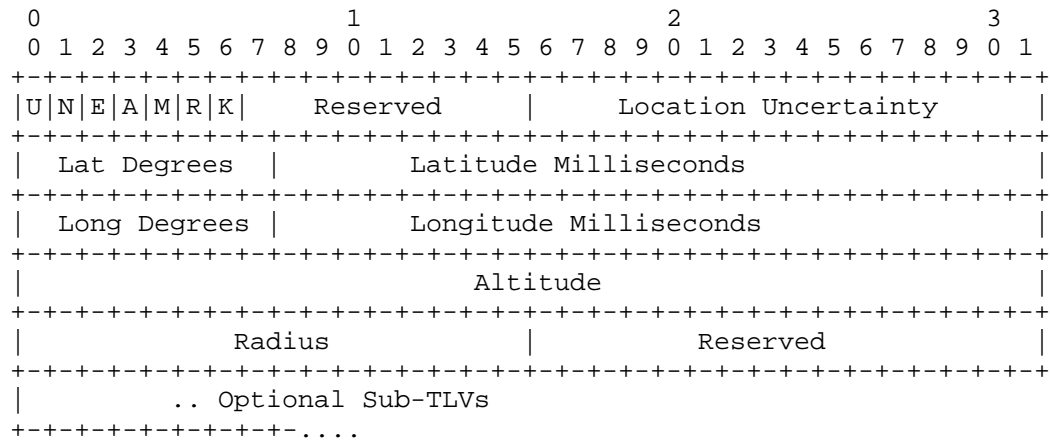 0                   1                   2                   3
 0 1 2 3 4 5 6 7 8 9 0 1 2 3 4 5 6 7 8 9 0 1 2 3 4 5 6 7 8 9 0 1
+-+-+-+-+-+-+-+-+-+-+-+-+-+-+-+-+-+-+-+-+-+-+-+-+-+-+-+-+-+-+-+-+
|U|N|E|A|M|R|K|    Reserved     |     Location Uncertainty      |
+-+-+-+-+-+-+-+-+-+-+-+-+-+-+-+-+-+-+-+-+-+-+-+-+-+-+-+-+-+-+-+-+
|  Lat Degrees  |        Latitude Milliseconds                  |
+-+-+-+-+-+-+-+-+-+-+-+-+-+-+-+-+-+-+-+-+-+-+-+-+-+-+-+-+-+-+-+-+
|  Long Degrees |        Longitude Milliseconds                 |
+-+-+-+-+-+-+-+-+-+-+-+-+-+-+-+-+-+-+-+-+-+-+-+-+-+-+-+-+-+-+-+-+
|                            Altitude                           |
+-+-+-+-+-+-+-+-+-+-+-+-+-+-+-+-+-+-+-+-+-+-+-+-+-+-+-+-+-+-+-+-+
|             Radius            |          Reserved             |
+-+-+-+-+-+-+-+-+-+-+-+-+-+-+-+-+-+-+-+-+-+-+-+-+-+-+-+-+-+-+-+-+
|         .. Optional Sub-TLVs
+-+-+-+-+-+-+-+-+-....